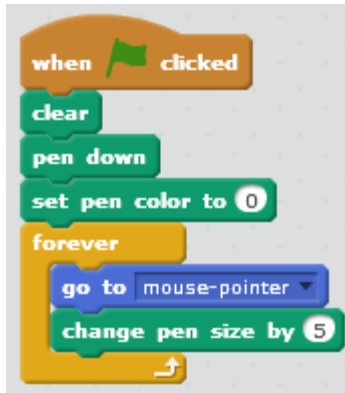 when clicked
clear
pen down
set pen color to 0
forever
go to mouse-pointer
change pen size by 5